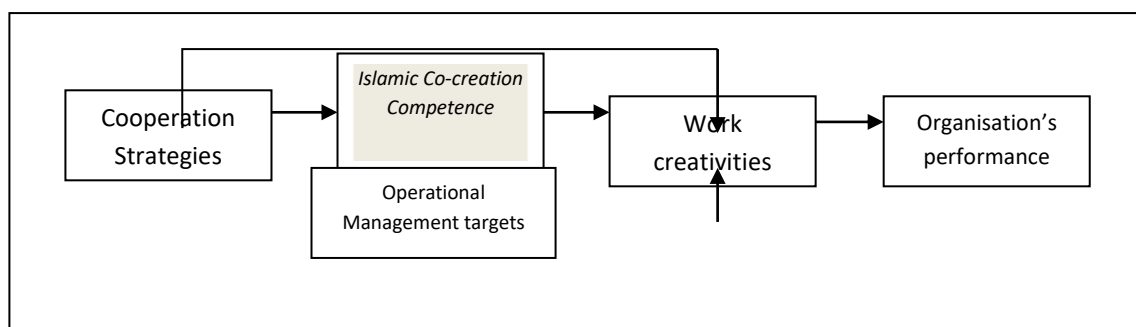 Islamic Co-creation
Competence
Cooperation
Strategies
Work
creativities
Organisation's
performance
Operational
Management targets